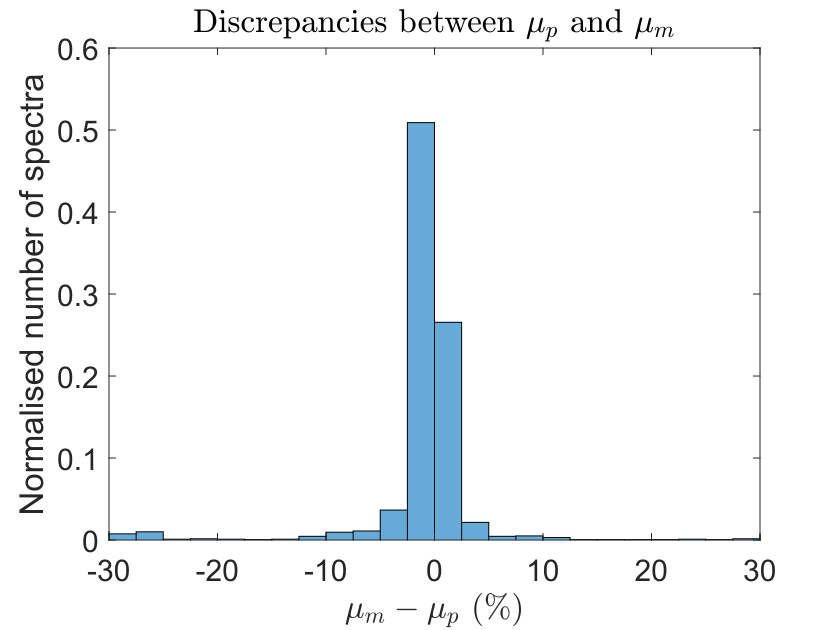 Discrepancies between μₚ and μₘ
Normalised number of spectra
0.6
0.5
0.4
0.3
0.2
0.1
0
-30 -20 -10 0 10 20 30
μₘ − μₚ (%)